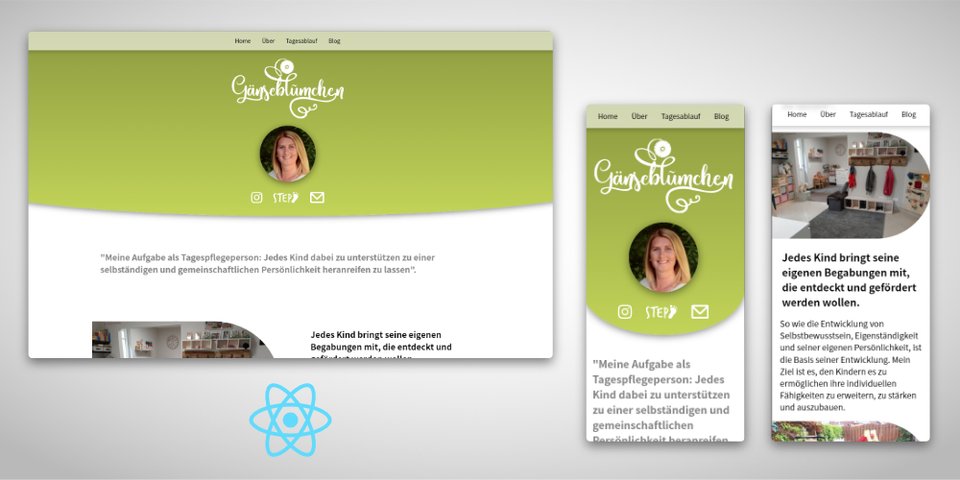 Home Über Tagesablauf Blog
Gänseblümchen
STEP
"Meine Aufgabe als Tagespflegeperson: Jedes Kind dabei zu unterstützen zu einer
selbständigen und gemeinschaftlichen Persönlichkeit heranreifen zu lassen".
Jedes Kind bringt seine eigenen
Begabungen mit, die entdeckt und
gefördert werden wollen
Home Über Tagesablauf Blog
Gänseblümchen
STEP
"Meine Aufgabe als
Tagespflegeperson: Jedes
Kind dabei zu unterstützen
zu einer selbständigen und
gemeinschaftlichen
Persönlichkeit heranreifen
Home Über Tagesablauf Blog
Jedes Kind bringt seine
eigenen Begabungen mit,
die entdeckt und gefördert
werden wollen.
So wie die Entwicklung von
Selbstbewusstsein, Eigenständigkeit
und seiner eigenen Persönlichkeit, ist
die Basis seiner Entwicklung. Mein
Ziel ist es, den Kindern es zu
ermöglichen ihre individuellen
Fähigkeiten zu erweitern, zu stärken
und auszubauen.